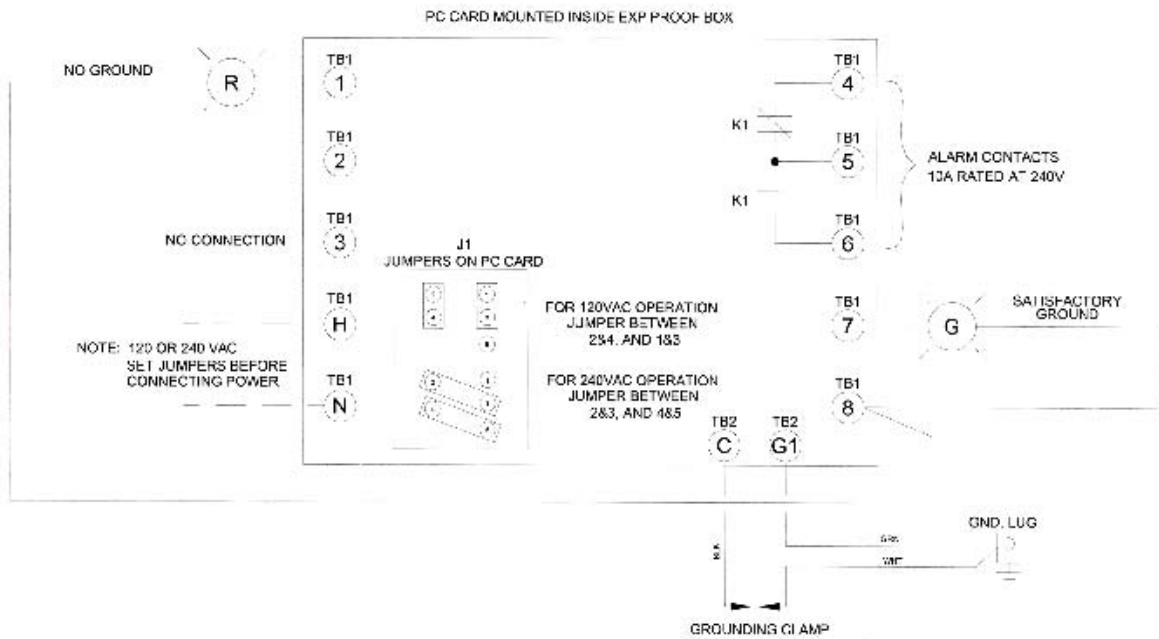 PC CARD MOUNTED INSIDE EXP PROOF BOX
NO GROUND
R
TB1
1
TB1
2
NO CONNECTION
TB1
3
TB1
H
NOTE: 120 OR 240 VAC
SET JUMPERS BEFORE
CONNECTING POWER
TB1
N
J1
JUMPERS ON PC CARD
FOR 120VAC OPERATION
JUMPER BETWEEN
2&4, AND 1&3
FOR 240VAC OPERATION
JUMPER BETWEEN
2&3, AND 4&5
TB1
4
K1
TB1
5
K1
TB1
6
ALARM CONTACTS
10A RATED AT 240V
TB1
7
G
SATISFACTORY
GROUND
TB1
8
TB2
C
TB2
G1
BLK
GRN
WHT
GND. LUG
GROUNDING CLAMP